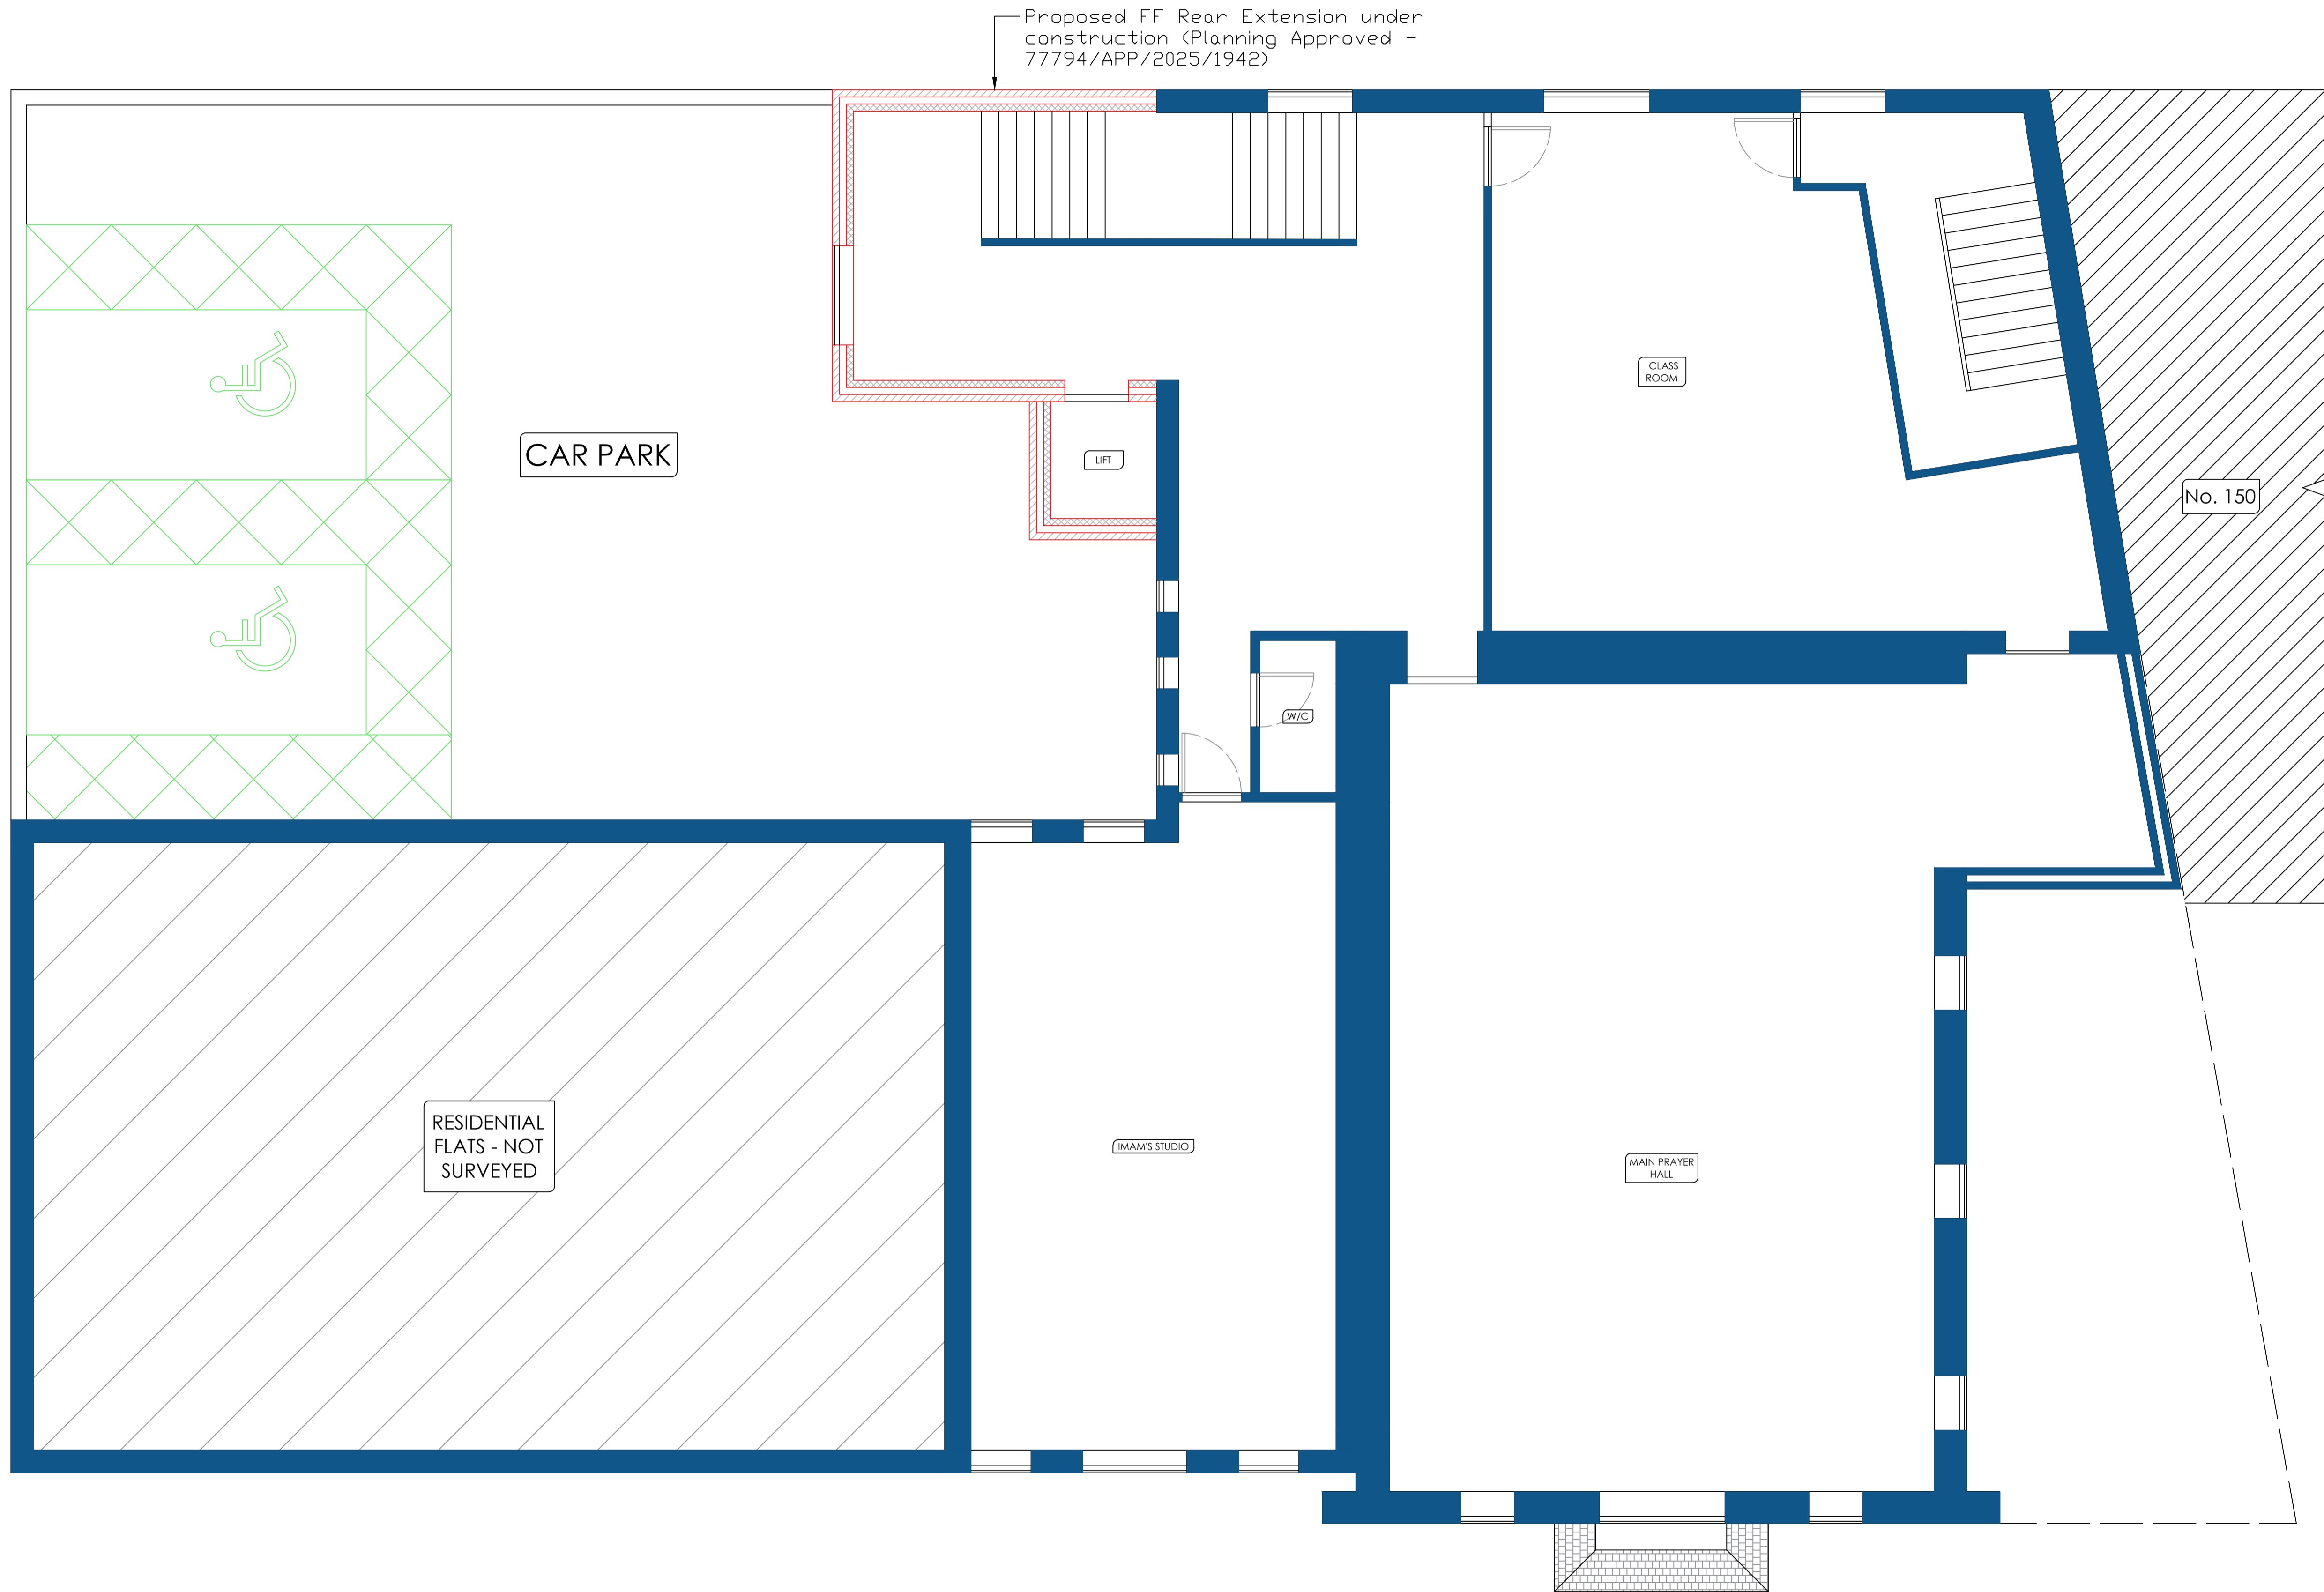 Proposed FF Rear Extension under
construction (Planning Approved -
77794/APP/2025/1942)
CLASS
ROOM
CAR PARK
LIFT
No. 150
W/C
RESIDENTIAL
FLATS - NOT
SURVEYED
IMAM'S STUDIO
MAIN PRAYER
HALL